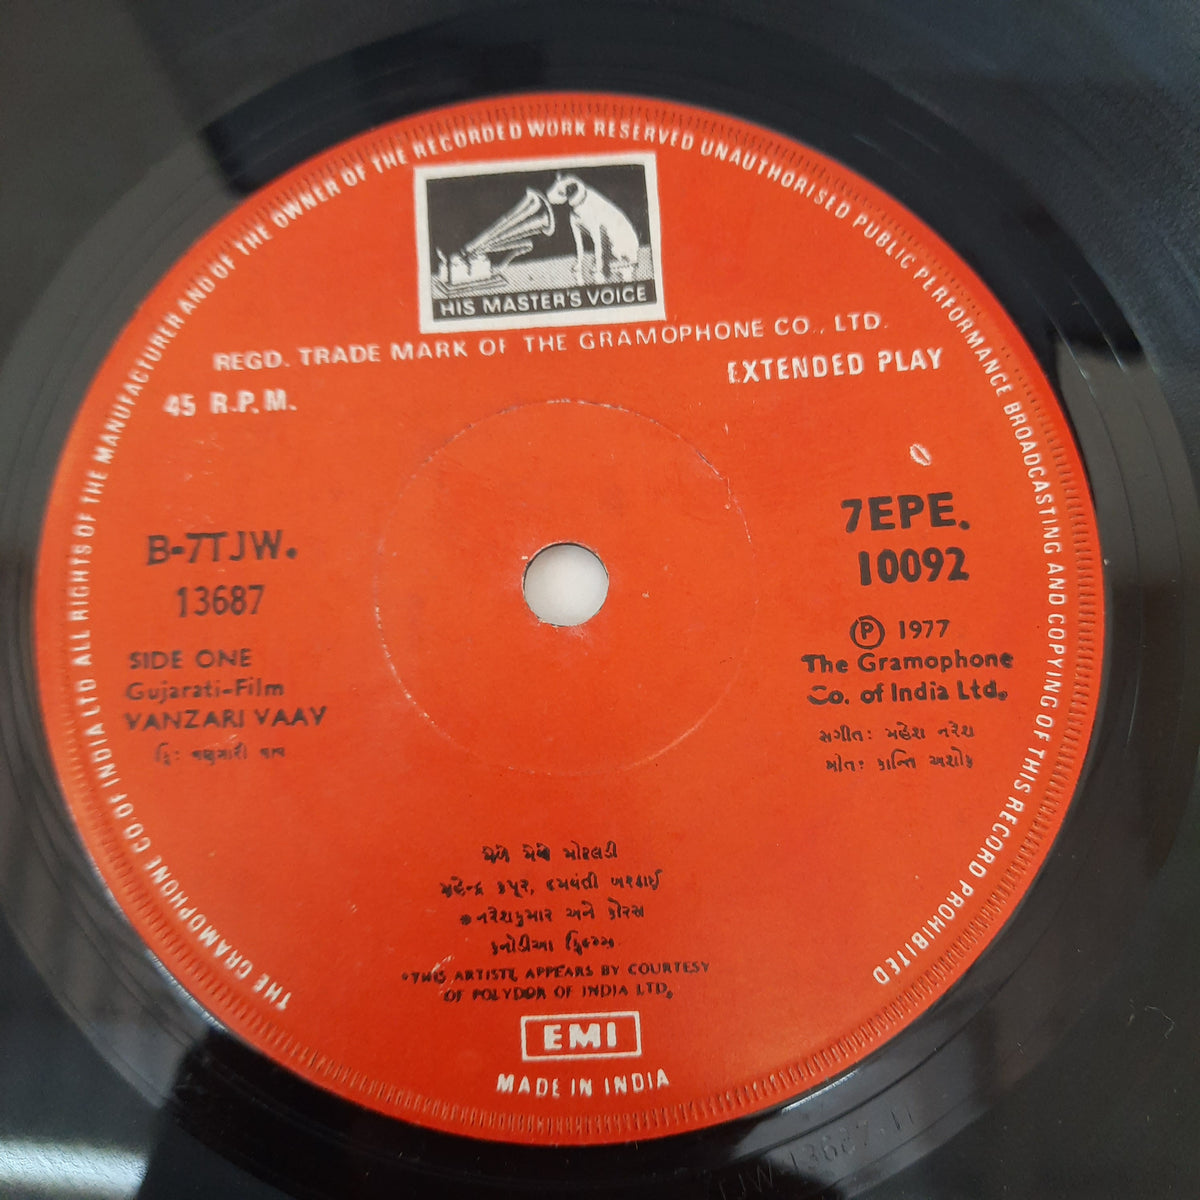 THE GRAMOPHONE CO. OF INDIA LTD ALL RIGHTS OF THE MANUFACTURER AND OF THE OWNER OF THE RECORDED WORK RESERVED UNAUTHORISED PUBLIC PERFORMANCE BROADCASTING AND COPYING OF THIS RECORD PROHIBITED
HIS MASTER'S VOICE
REGD. TRADE MARK OF THE GRAMOPHONE CO., LTD.
45 R.P.M.
EXTENDED PLAY
B-7TJW.
13687
SIDE ONE
Gujarati-Film
VANZARI VAAV
ફિ: વણઝારી વાવ
7EPE.
10092
Ⓟ 1977
The Gramophone
Co. of India Ltd.
સંગીત: મહેશ નરેશ
ગીત: કાન્તિ અશોક
મેળે મેળે મોરલડી
મહેન્દ્ર કપૂર, દમયંતી બરડાઈ
*નરેશકુમાર અને કોરસ
કનોડીઆ ફિલ્મ્સ
*THIS ARTISTE APPEARS BY COURTESY
OF POLYDOR OF INDIA LTD.
EMI
MADE IN INDIA